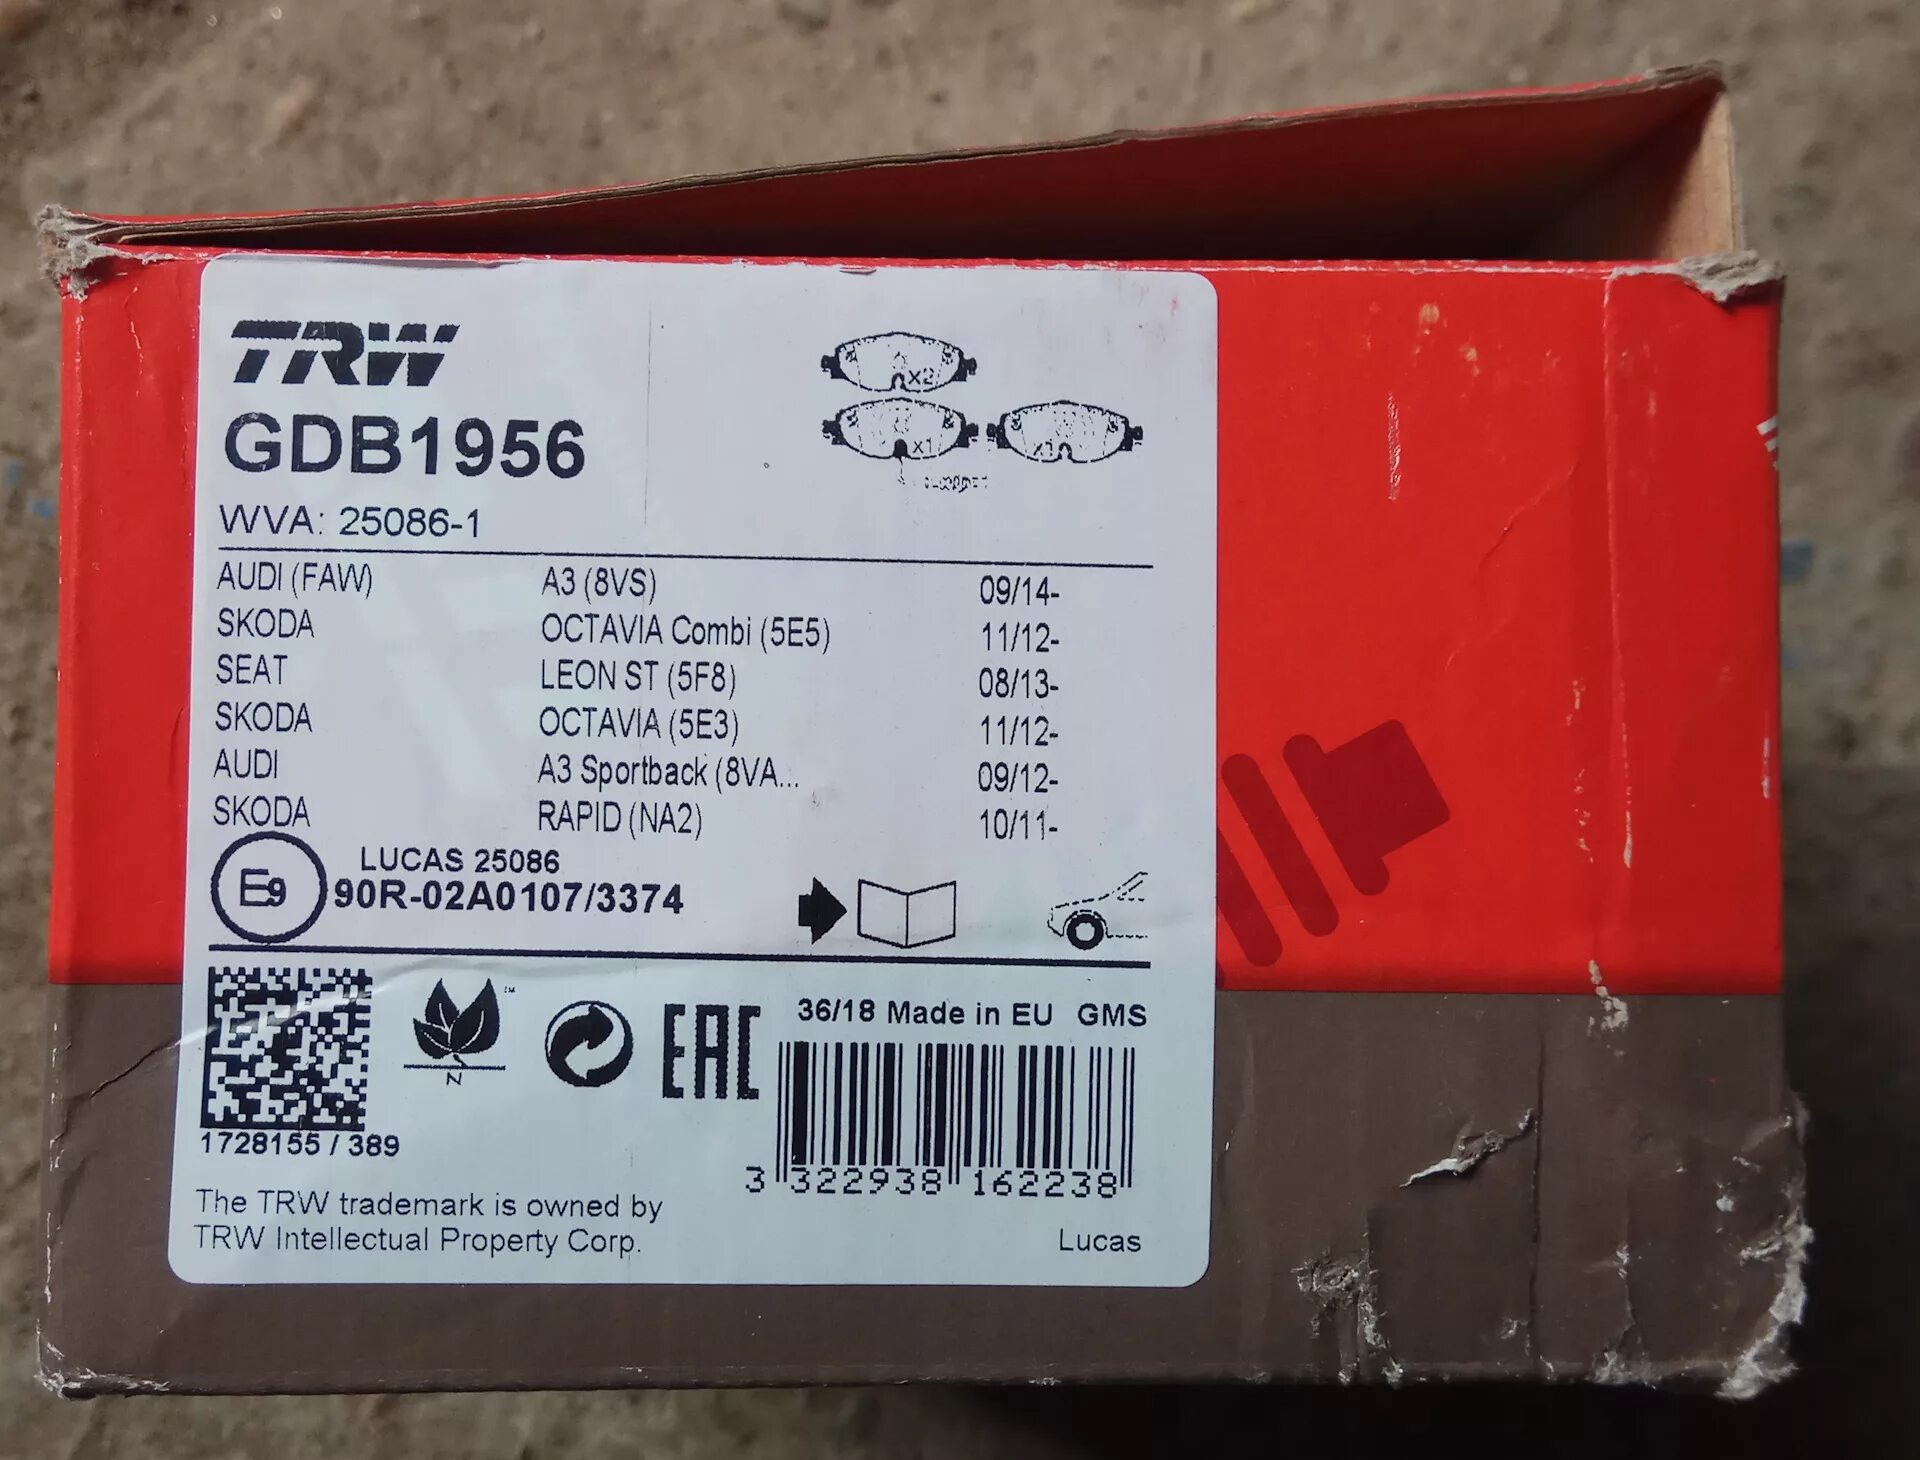 TRW
GDB1956
x2
x1
x1
WVA: 25086-1
AUDI (FAW) A3 (8VS) 09/14-
SKODA OCTAVIA Combi (5E5) 11/12-
SEAT LEON ST (5F8) 08/13-
SKODA OCTAVIA (5E3) 11/12-
AUDI A3 Sportback (8VA... 09/12-
SKODA RAPID (NA2) 10/11-
LUCAS 25086
E9 90R-02A0107/3374
TM
N
EAC
36/18 Made in EU GMS
1728155 / 389
3 322938 162238
The TRW trademark is owned by
TRW Intellectual Property Corp.
Lucas